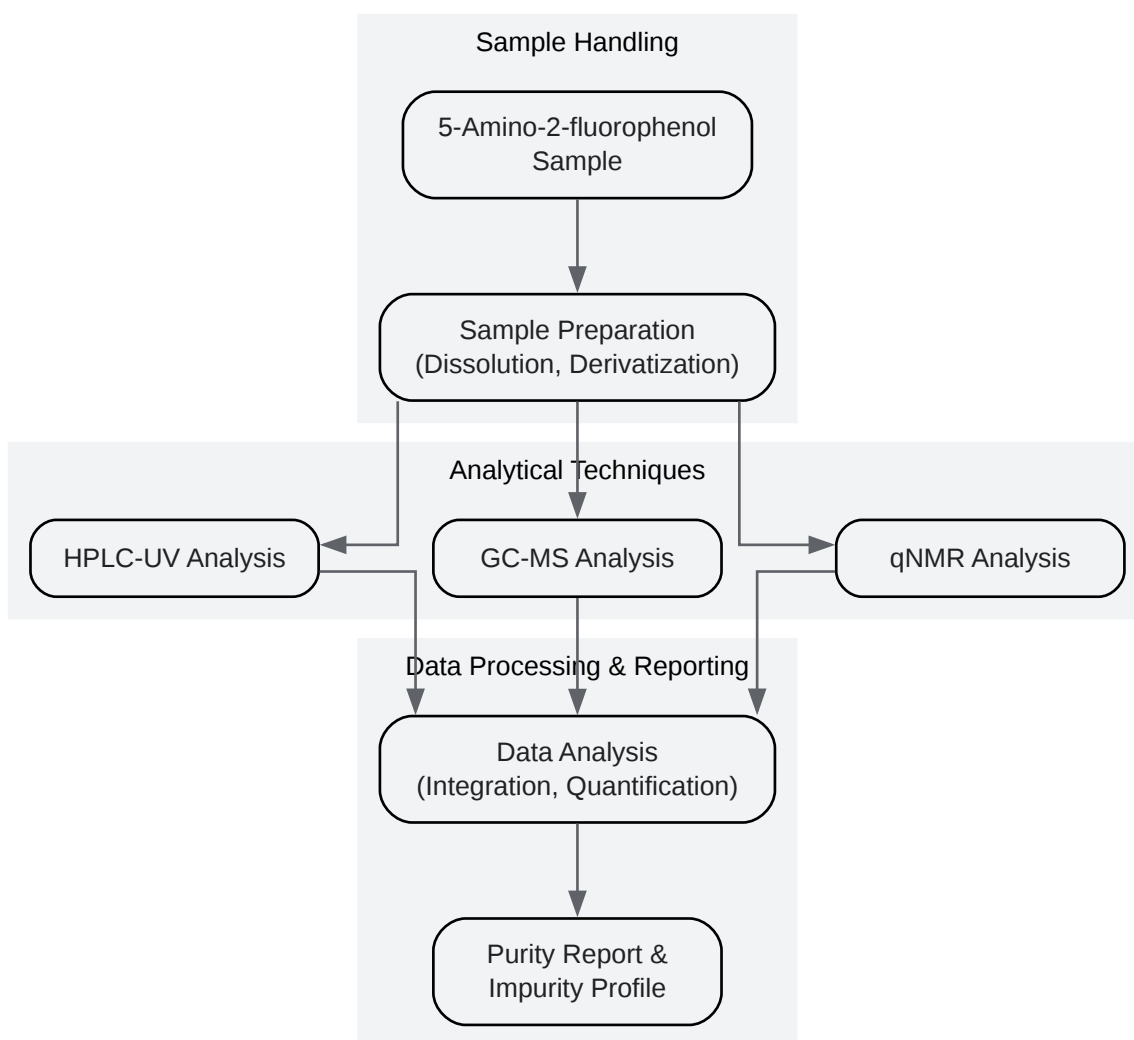 Sample Handling
5-Amino-2-fluorophenol
Sample
Sample Preparation
(Dissolution, Derivatization)
Analytical Techniques
HPLC-UV Analysis
GC-MS Analysis
qNMR Analysis
Data Processing & Reporting
Data Analysis
(Integration, Quantification)
Purity Report &
Impurity Profile